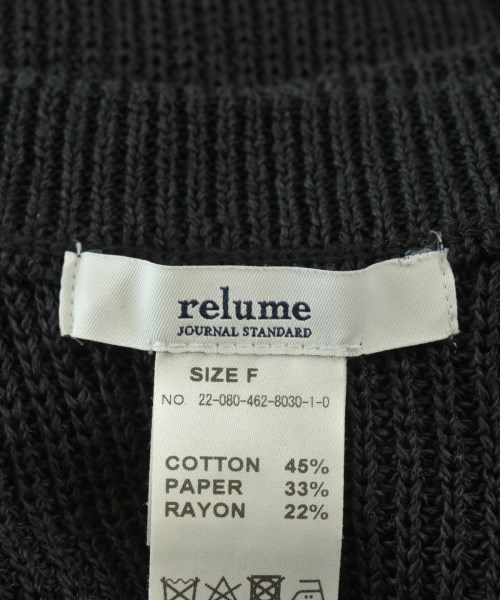 relume
JOURNAL STANDARD
SIZE F
NO. 22-080-462-8030-1-0
COTTON 45%
PAPER 33%
RAYON 22%